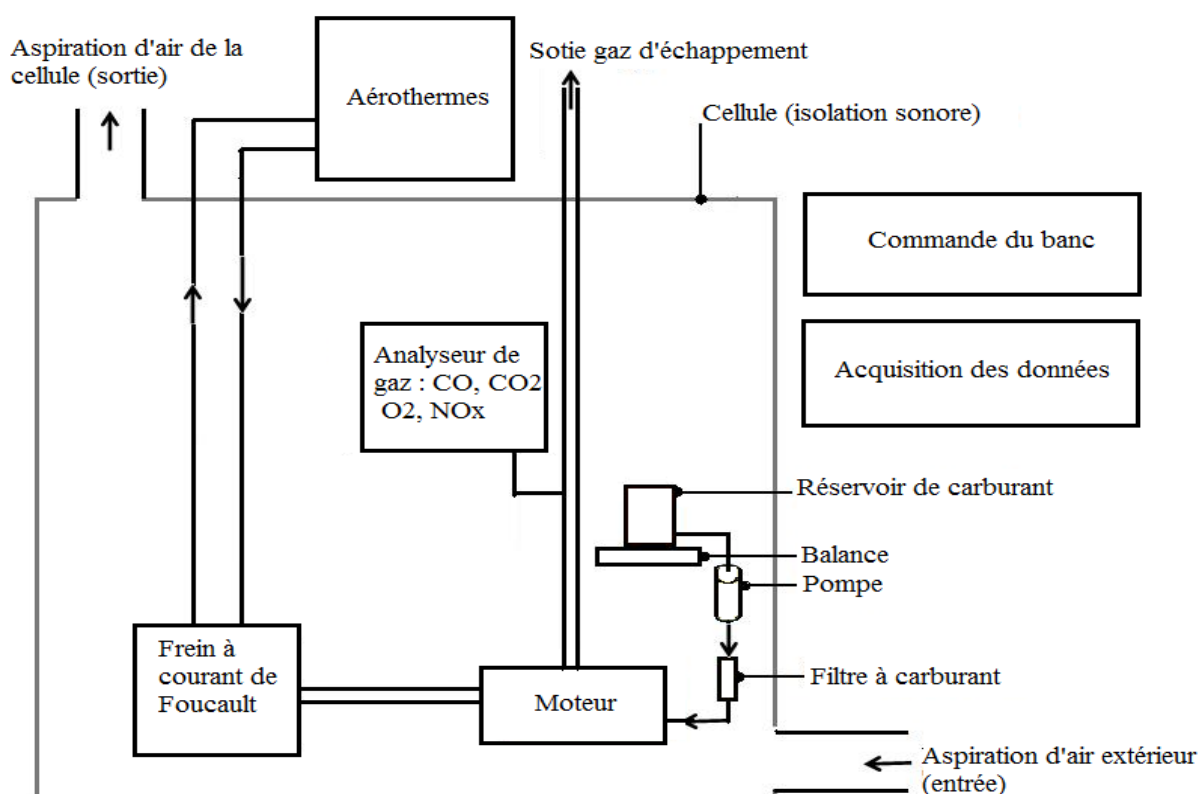 Aspiration d'air de la
cellule (sortie)
Aérothermes
Sotie gaz d'échappement
Cellule (isolation sonore)
Commande du banc
Analyseur de
gaz : CO, CO2
O2, NOx
Acquisition des données
Réservoir de carburant
Balance
Pompe
Frein à
courant de
Foucault
Moteur
Filtre à carburant
Aspiration d'air extérieur
(entrée)